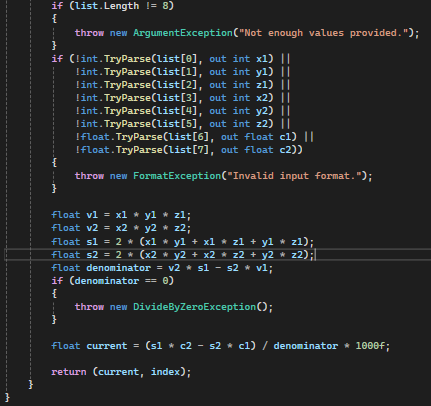 if (list.Length != 8)
{
throw new ArgumentException("Not enough values provided.");
}
if (!int.TryParse(list[0], out int x1) ||
!int.TryParse(list[1], out int y1) ||
!int.TryParse(list[2], out int z1) ||
!int.TryParse(list[3], out int x2) ||
!int.TryParse(list[4], out int y2) ||
!int.TryParse(list[5], out int z2) ||
!float.TryParse(list[6], out float c1) ||
!float.TryParse(list[7], out float c2))
{
throw new FormatException("Invalid input format.");
}
float v1 = x1 * y1 * z1;
float v2 = x2 * y2 * z2;
float s1 = 2 * (x1 * y1 + x1 * z1 + y1 * z1);
float s2 = 2 * (x2 * y2 + x2 * z2 + y2 * z2);
float denominator = v2 * s1 - s2 * v1;
if (denominator == 0)
{
throw new DivideByZeroException();
}
float current = (s1 * c2 - s2 * c1) / denominator * 1000f;
return (current, index);
}
}